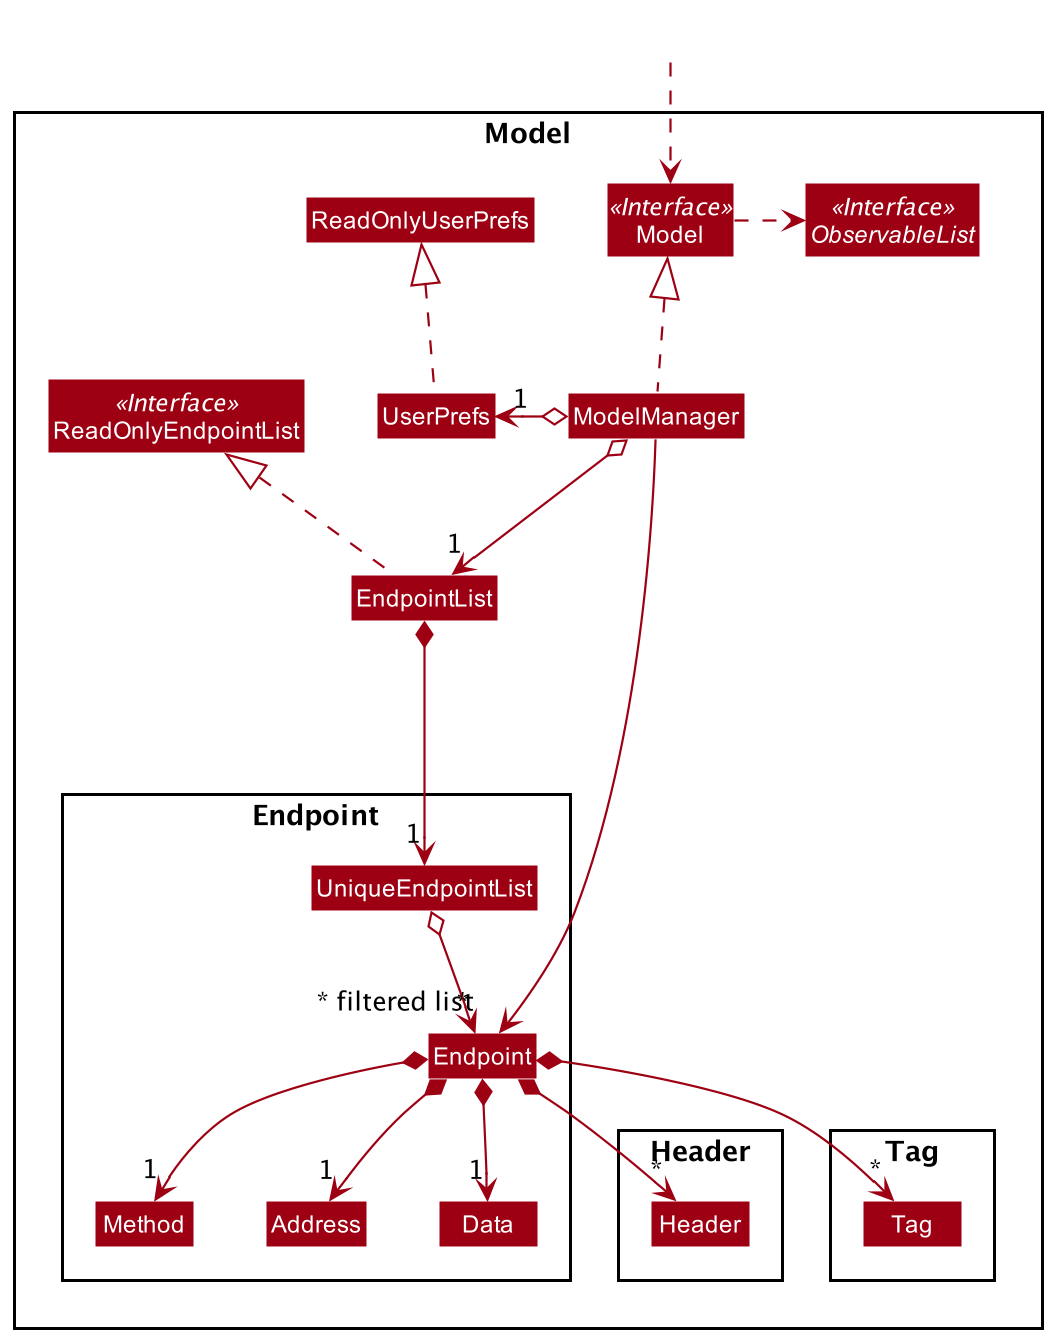 Model
ReadOnlyUserPrefs
«Interface»
Model
«Interface»
ObservableList
«Interface»
ReadOnlyEndpointList
UserPrefs
1
ModelManager
1
EndpointList
Endpoint
1
UniqueEndpointList
* filtered list
*
Endpoint
Header
Tag
1
1
1
*
*
Method
Address
Data
Header
Tag